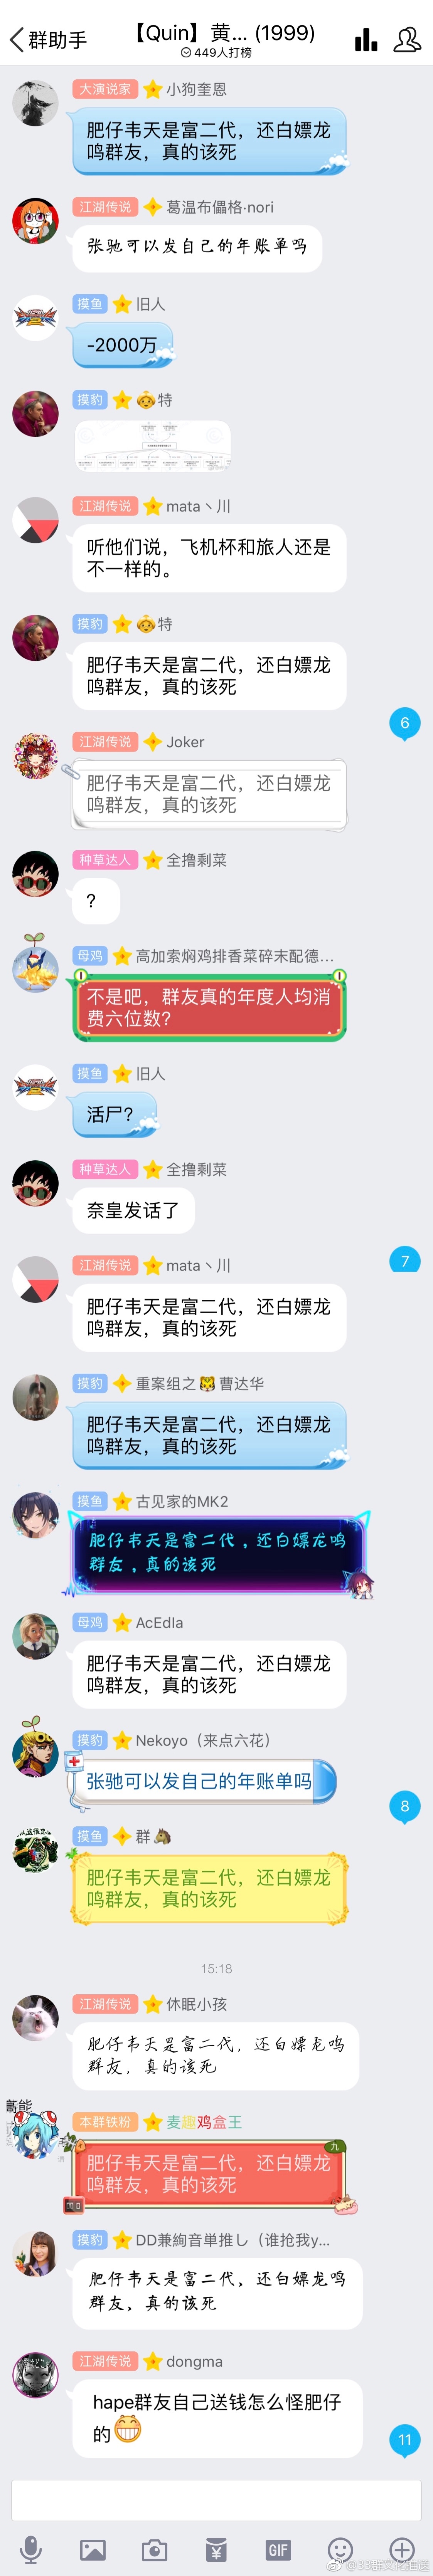 群助手
【Quin】黄... (1999)
449人打榜
大演说家 小狗奎恩
肥仔韦天是富二代，还白嫖龙
鸣群友，真的该死
江湖传说 葛温布儡格·nori
张驰可以发自己的年账单吗
摸鱼 旧人
-2000万
摸豹 特
江湖传说 mata丶川
听他们说，飞机杯和旅人还是
不一样的。
摸豹 特
肥仔韦天是富二代，还白嫖龙
鸣群友，真的该死
6
江湖传说 Joker
肥仔韦天是富二代，还白嫖龙
鸣群友，真的该死
种草达人 全撸剩菜
？
母鸡 高加索焖鸡排香菜碎末配德...
不是吧，群友真的年度人均消
费六位数？
摸鱼 旧人
活尸？
种草达人 全撸剩菜
奈皇发话了
7
江湖传说 mata丶川
肥仔韦天是富二代，还白嫖龙
鸣群友，真的该死
摸豹 重案组之🐯曹达华
肥仔韦天是富二代，还白嫖龙
鸣群友，真的该死
摸鱼 古见家的MK2
肥仔韦天是富二代，还白嫖龙鸣
群友，真的该死
母鸡 AcEdIa
肥仔韦天是富二代，还白嫖龙
鸣群友，真的该死
摸豹 Nekoyo（来点六花）
张驰可以发自己的年账单吗
8
摸鱼 群🐴
肥仔韦天是富二代，还白嫖龙
鸣群友，真的该死
15:18
江湖传说 休眠小孩
肥仔韦天是富二代，还白嫖龙鸣
群友，真的该死
本群铁粉 麦趣鸡盒王
肥仔韦天是富二代，还白嫖龙
鸣群友，真的该死
摸豹 DD兼絢音単推し（谁抢我y...
肥仔韦天是富二代，还白嫖龙鸣
群友，真的该死
江湖传说 dongma
hape群友自己送钱怎么怪肥仔
的😁
11
GIF